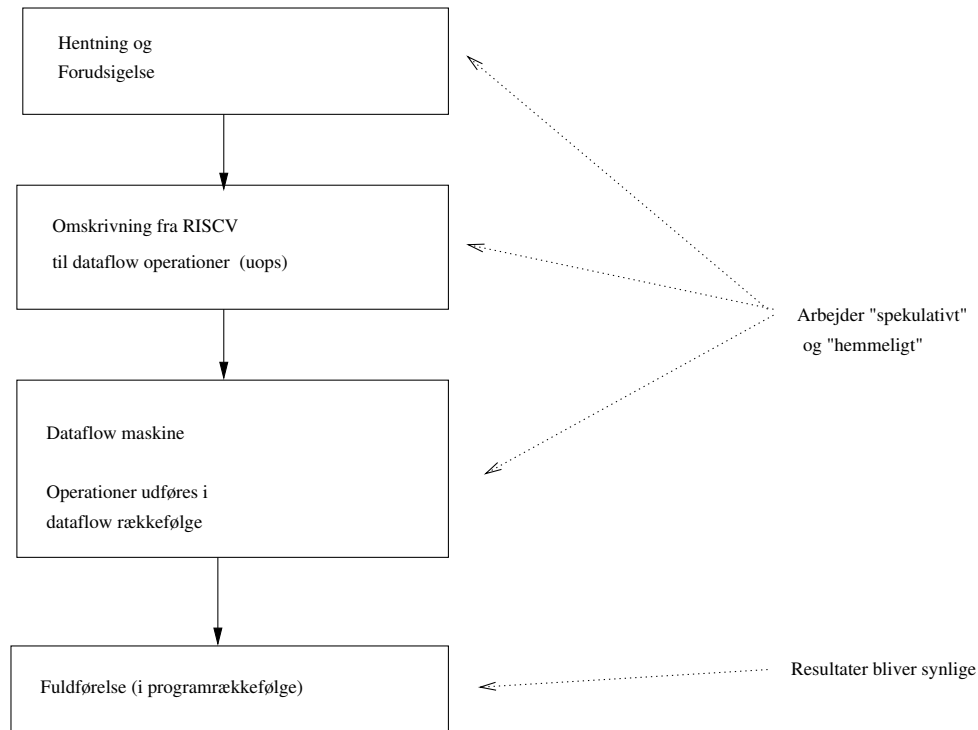 Hentning og
Forudsigelse
Omskrivning fra RISCV
til dataflow operationer (uops)
Arbejder "spekulativt"
og "hemmeligt"
Dataflow maskine
Operationer udføres i
dataflow rækkefølge
Fuldførelse (i programrækkefølge)
Resultater bliver synlige